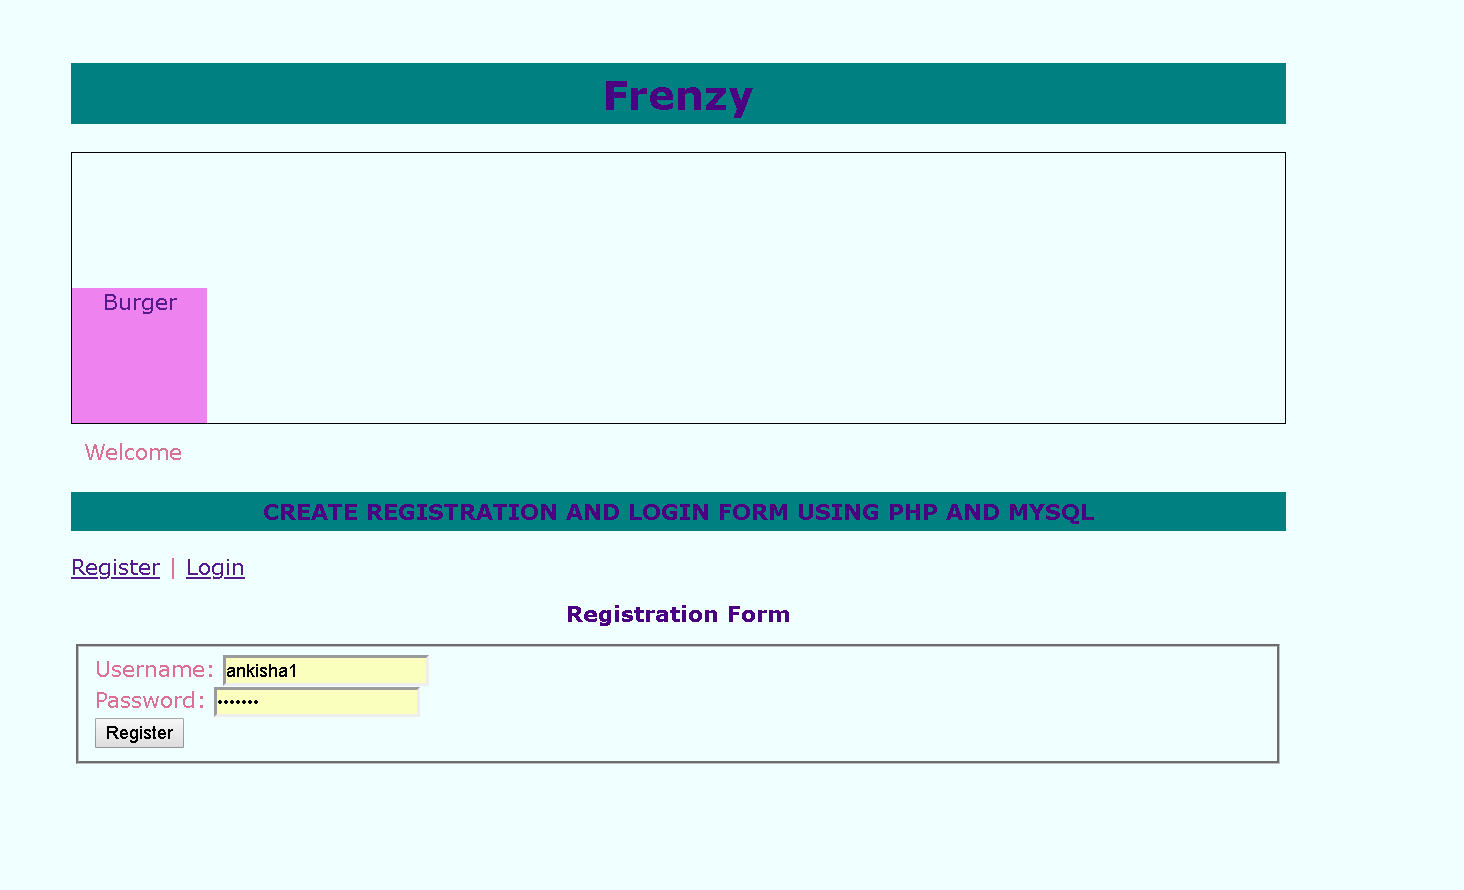 Frenzy
Burger
Welcome
CREATE REGISTRATION AND LOGIN FORM USING PHP AND MYSQL
Register | Login
Registration Form
Username: ankisha1
Password: •••••••
Register